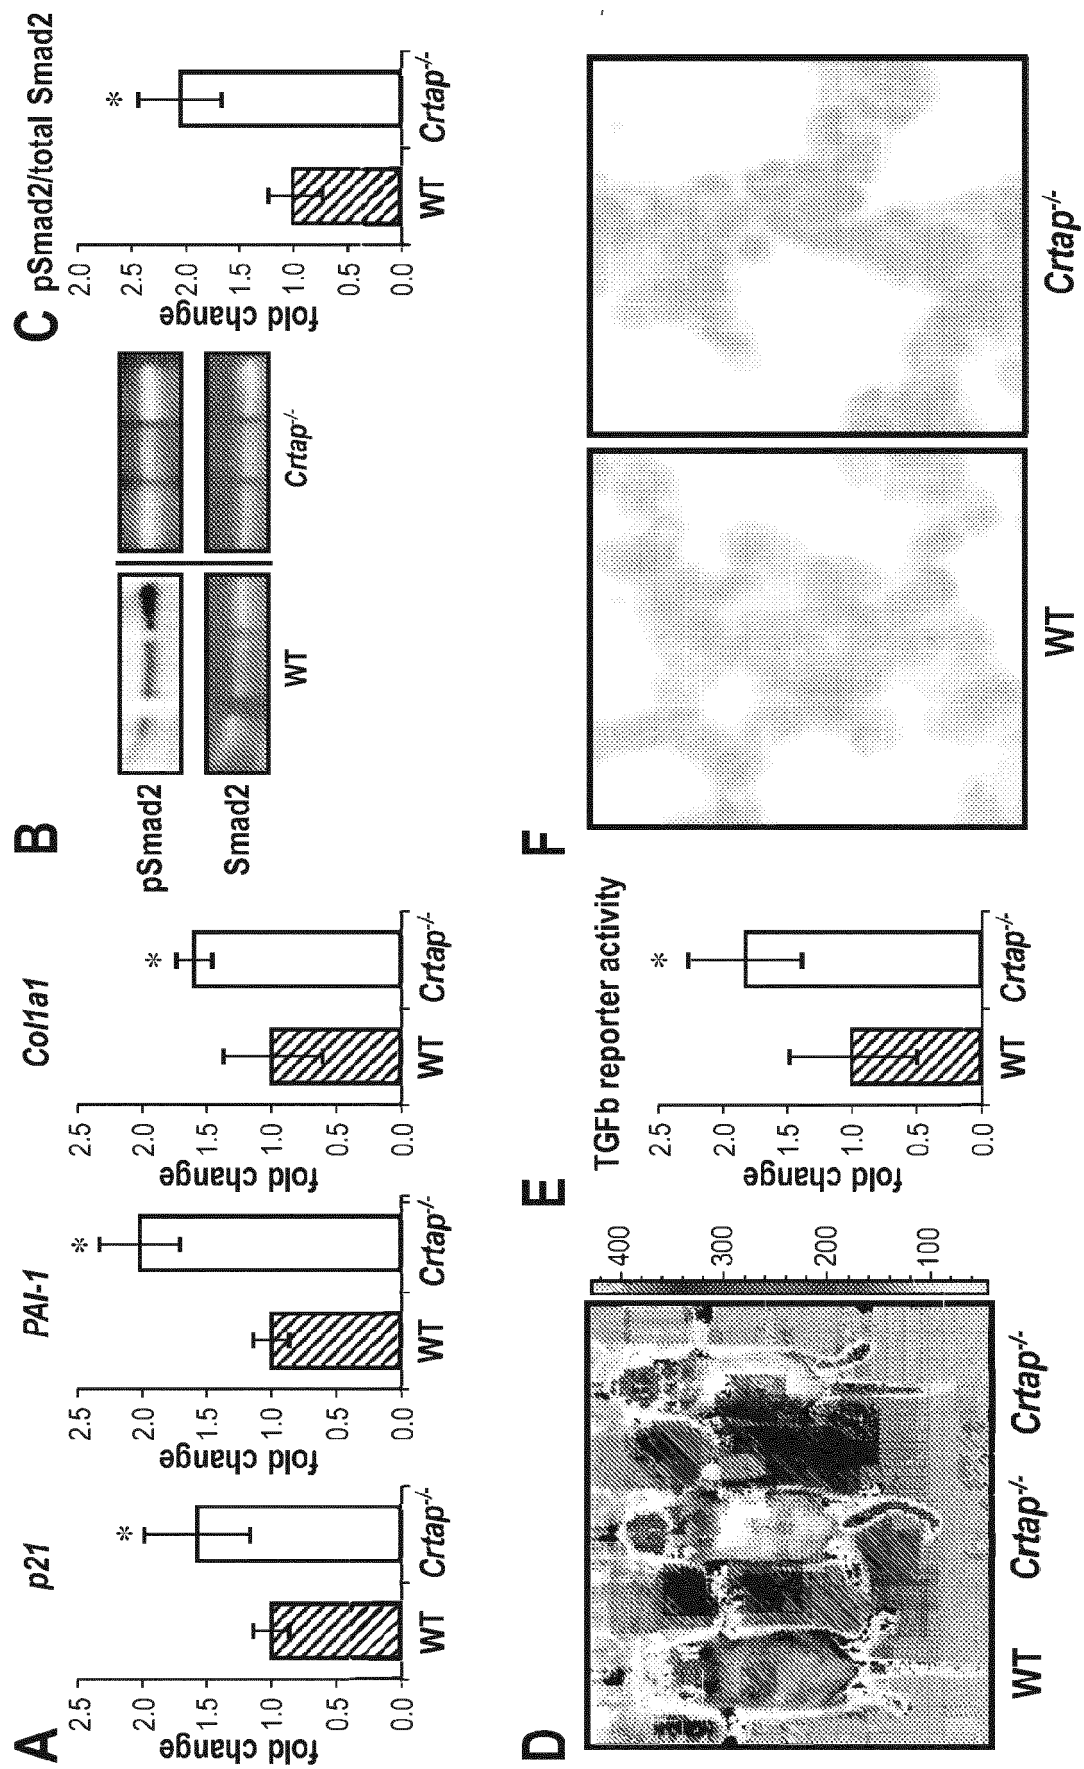 A
p21
fold change
2.5
2.0
1.5
1.0
0.5
0.0
*
WT
Crtap-/-
PAI-1
fold change
2.5
2.0
1.5
1.0
0.5
0.0
*
WT
Crtap-/-
Col1a1
fold change
2.5
2.0
1.5
1.0
0.5
0.0
*
WT
Crtap-/-
B
pSmad2
Smad2
WT
Crtap-/-
C
pSmad2/total Smad2
fold change
2.0
2.5
2.0
1.5
1.0
0.5
0.0
*
WT
Crtap-/-
D
400
300
200
100
WT
Crtap-/-
Crtap-/-
E
TGFb reporter activity
fold change
2.5
2.0
1.5
1.0
0.5
0.0
*
WT
Crtap-/-
F
WT
Crtap-/-